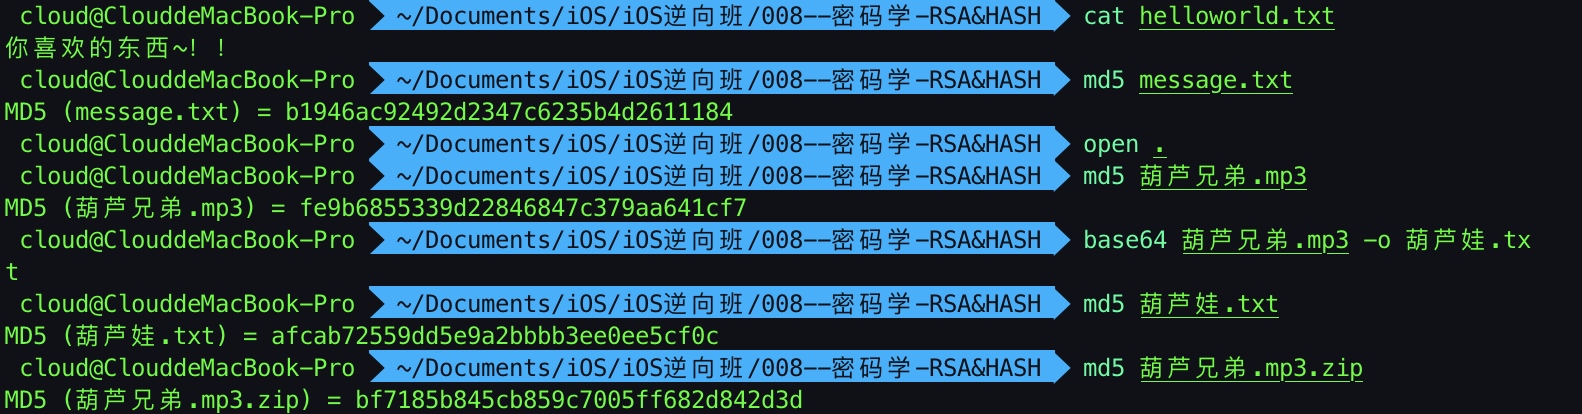 cloud@ClouddeMacBook-Pro ~/Documents/iOS/iOS逆向班/008--密码学-RSA&HASH cat helloworld.txt
你喜欢的东西~！！
cloud@ClouddeMacBook-Pro ~/Documents/iOS/iOS逆向班/008--密码学-RSA&HASH md5 message.txt
MD5 (message.txt) = b1946ac92492d2347c6235b4d2611184
cloud@ClouddeMacBook-Pro ~/Documents/iOS/iOS逆向班/008--密码学-RSA&HASH open .
cloud@ClouddeMacBook-Pro ~/Documents/iOS/iOS逆向班/008--密码学-RSA&HASH md5 葫芦兄弟.mp3
MD5 (葫芦兄弟.mp3) = fe9b6855339d22846847c379aa641cf7
cloud@ClouddeMacBook-Pro ~/Documents/iOS/iOS逆向班/008--密码学-RSA&HASH base64 葫芦兄弟.mp3 -o 葫芦娃.tx
t
cloud@ClouddeMacBook-Pro ~/Documents/iOS/iOS逆向班/008--密码学-RSA&HASH md5 葫芦娃.txt
MD5 (葫芦娃.txt) = afcab72559dd5e9a2bbbb3ee0ee5cf0c
cloud@ClouddeMacBook-Pro ~/Documents/iOS/iOS逆向班/008--密码学-RSA&HASH md5 葫芦兄弟.mp3.zip
MD5 (葫芦兄弟.mp3.zip) = bf7185b845cb859c7005ff682d842d3d